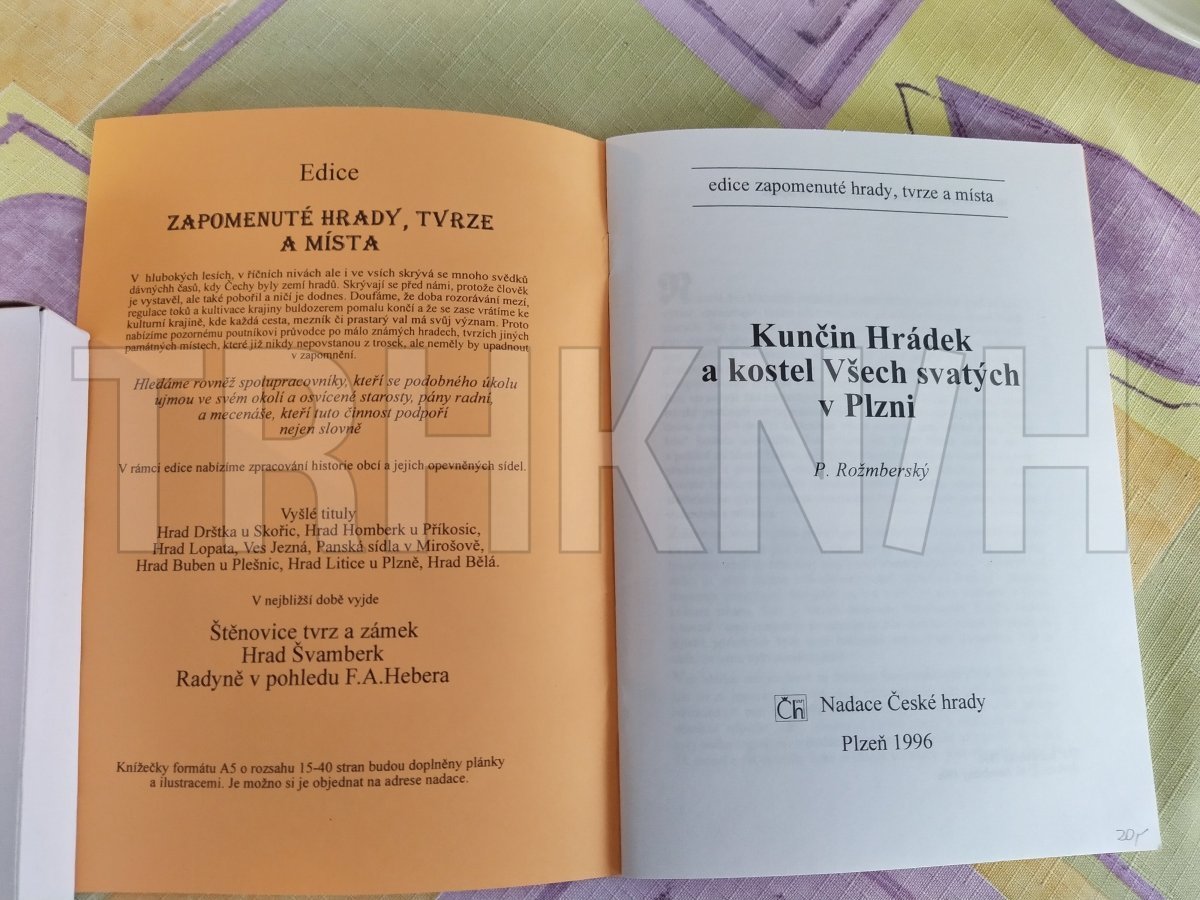 Edice
ZAPOMENUTÉ HRADY, TVRZE
A MÍSTA
V hlubokých lesích, v říčních nivách ale i ve vsích skrývá se mnoho svědků
dávnýchh časů, kdy Čechy byly zemí hradů. Skrývají se před námi, protože člověk
je vystavěl, ale také pobořil a ničí je dodnes. Doufáme, že doba rozorávání mezí,
regulace toků a kultivace krajiny buldozerem pomalu končí a že se zase vrátíme ke
kulturní krajině, kde každá cesta, mezník či prastarý val má svůj význam. Proto
nabízíme pozornému poutníkovi průvodce po málo známých hradech, tvrzích jiných
památných místech, které již nikdy nepovstanou z trosek, ale neměly by upadnout
v zapomnění.
Hledáme rovněž spolupracovníky, kteří se podobného úkolu
ujmou ve svém okolí a osvícené starosty, pány radní,
a mecenáše, kteří tuto činnost podpoří
nejen slovně
V rámci edice nabízíme zpracování historie obcí a jejich opevněných sídel.
Vyšlé tituly
Hrad Drštka u Skořic, Hrad Homberk u Příkosic,
Hrad Lopata, Ves Jezná, Panská sídla v Mirošově,
Hrad Buben u Plešnic, Hrad Litice u Plzně, Hrad Bělá.
V nejbližší době vyjde
Štěnovice tvrz a zámek
Hrad Švamberk
Radyně v pohledu F.A.Hebera
Knížečky formátu A5 o rozsahu 15-40 stran budou doplněny plánky
a ilustracemi. Je možno si je objednat na adrese nadace.
edice zapomenuté hrady, tvrze a místa
Kunčin Hrádek
a kostel Všech svatých
v Plzni
P. Rožmberský
Čh Nadace České hrady
Plzeň 1996
20,-
TRHKNIH